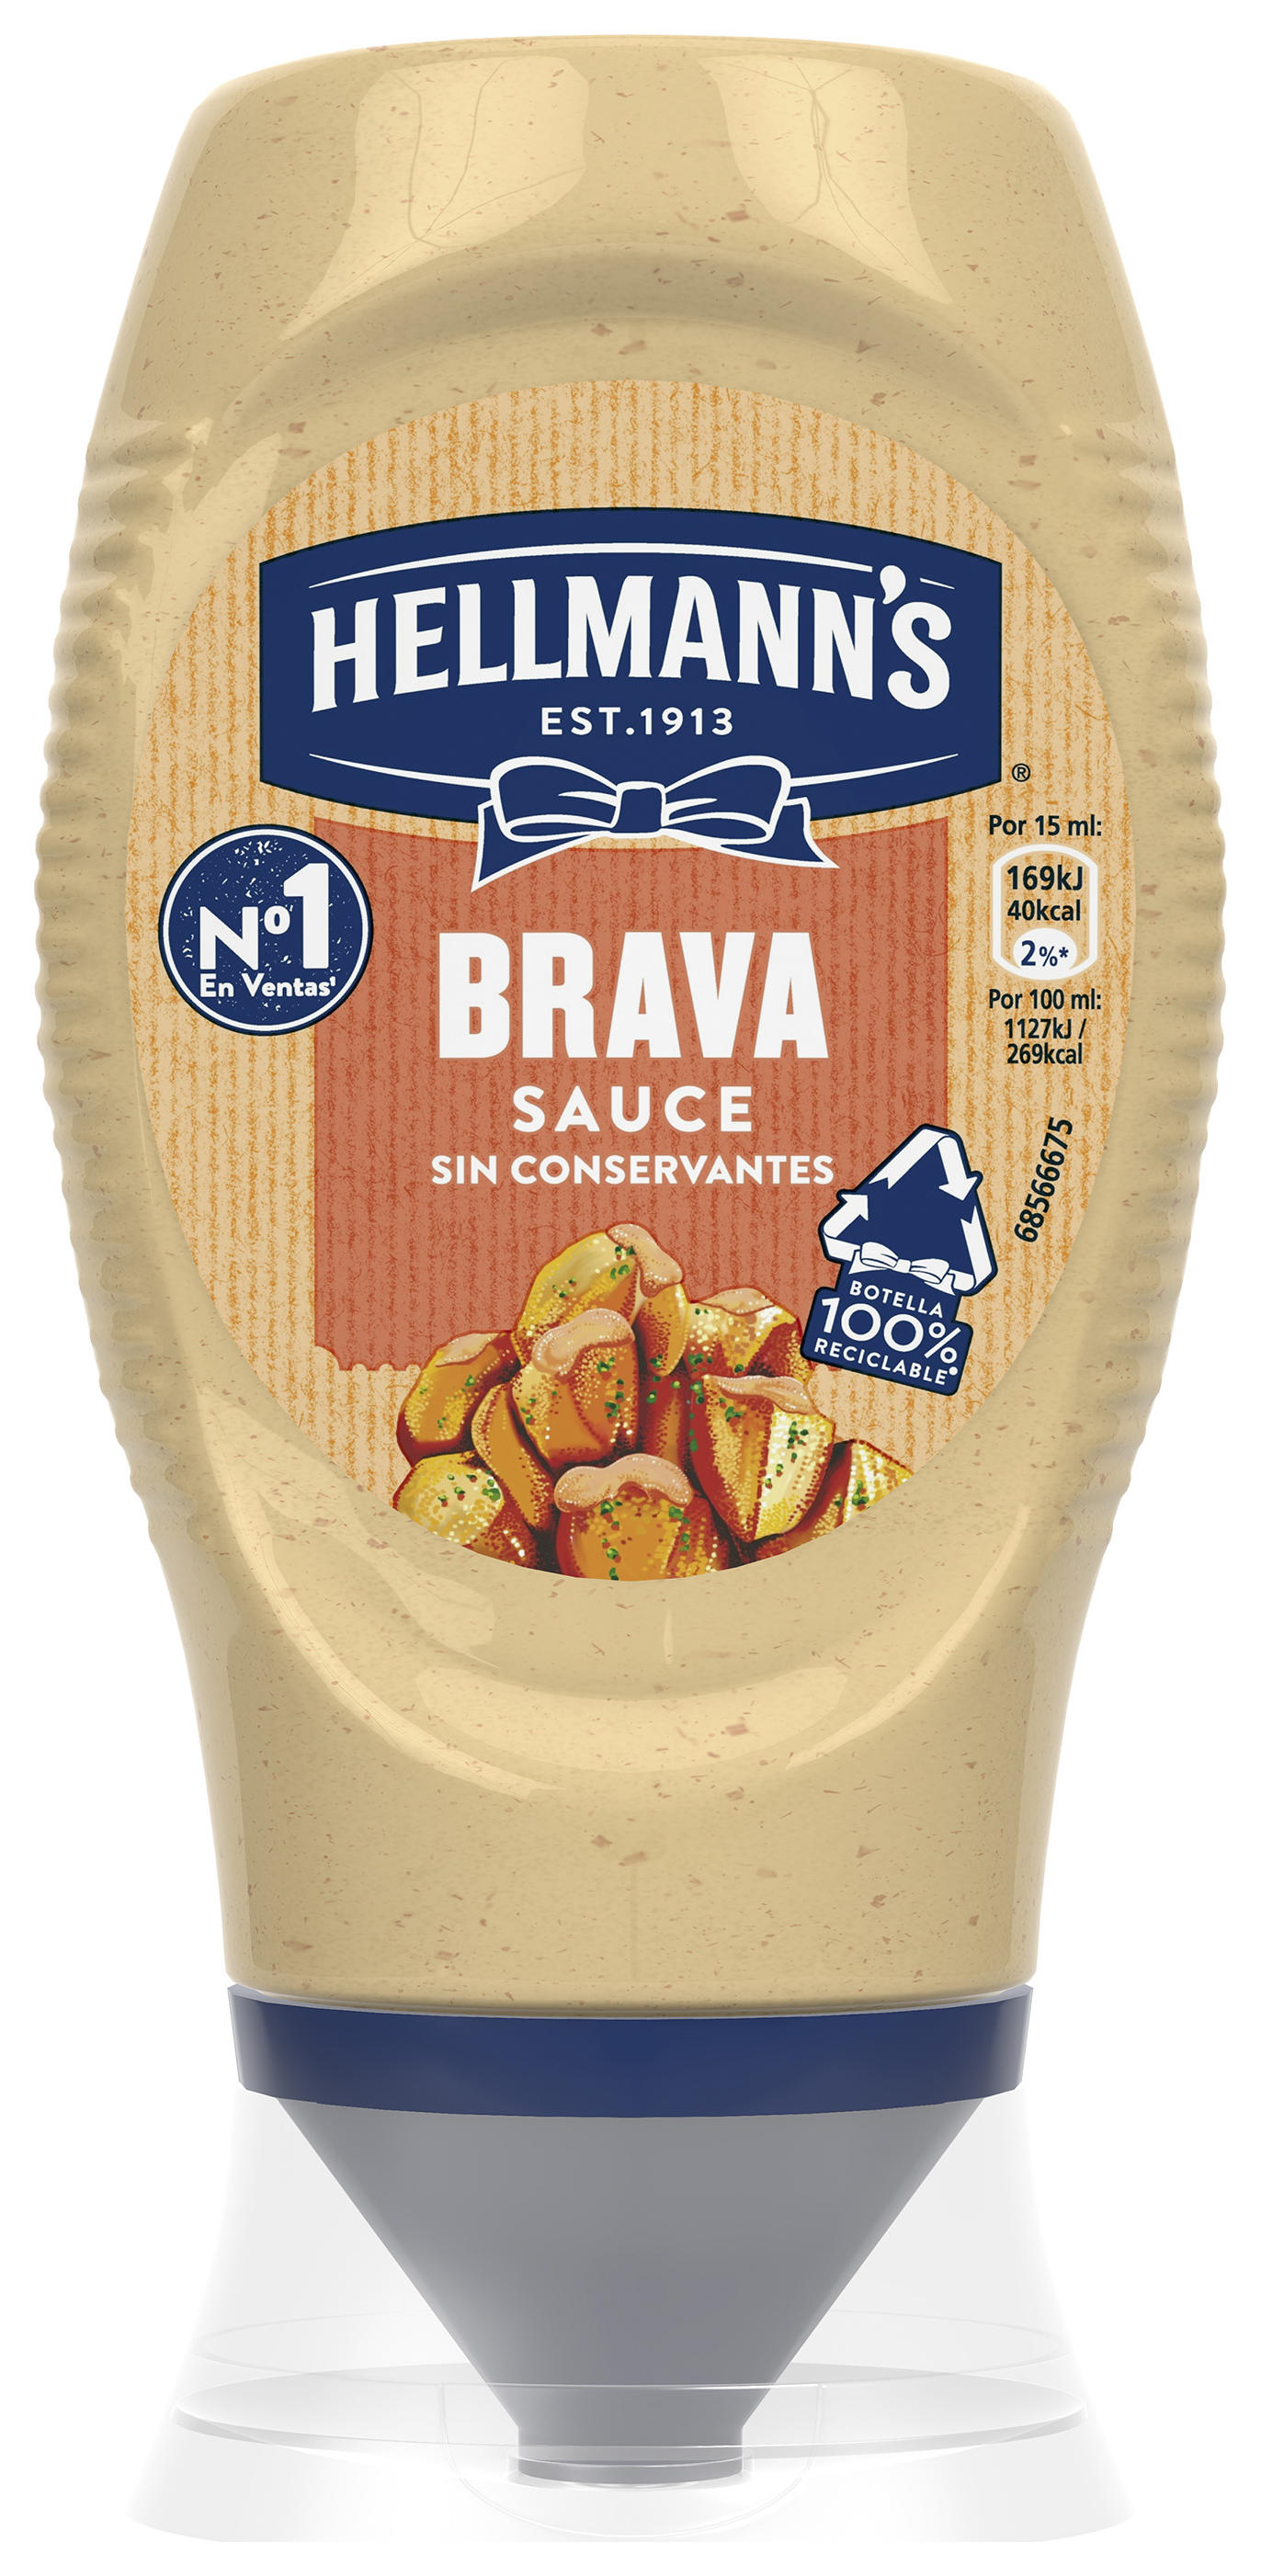 HELLMANN'S
EST.1913
®
Nº1
En Ventas¹
BRAVA
SAUCE
SIN CONSERVANTES
Por 15 ml:
169kJ
40kcal
2%*
Por 100 ml:
1127kJ /
269kcal
68566675
BOTELLA
100%
RECICLABLE•